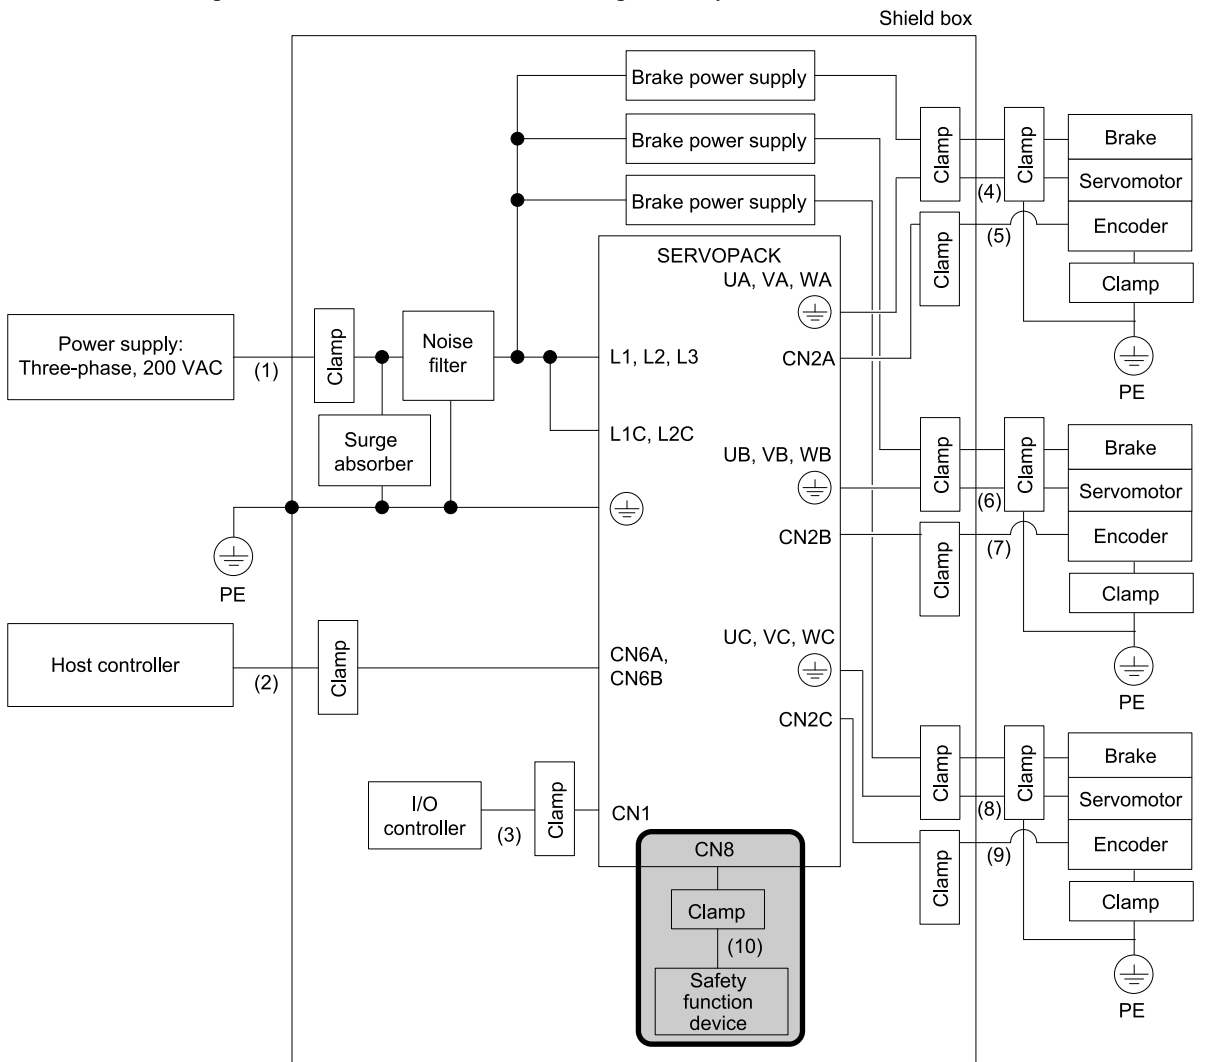 Shield box
Brake power supply
Brake power supply
Brake power supply
Clamp
Clamp
Brake
Servomotor
Encoder
Clamp
(4)
Clamp
(5)
PE
SERVOPACK
UA, VA, WA
CN2A
Power supply:
Three-phase, 200 VAC
(1)
Clamp
Noise
filter
L1, L2, L3
L1C, L2C
Surge
absorber
PE
UB, VB, WB
CN2B
Clamp
Clamp
Brake
Servomotor
Encoder
Clamp
(6)
Clamp
(7)
PE
Host controller
(2)
Clamp
CN6A,
CN6B
UC, VC, WC
CN2C
Clamp
Clamp
Brake
Servomotor
Encoder
Clamp
(8)
Clamp
(9)
PE
I/O
controller
(3)
Clamp
CN1
CN8
Clamp
(10)
Safety
function
device